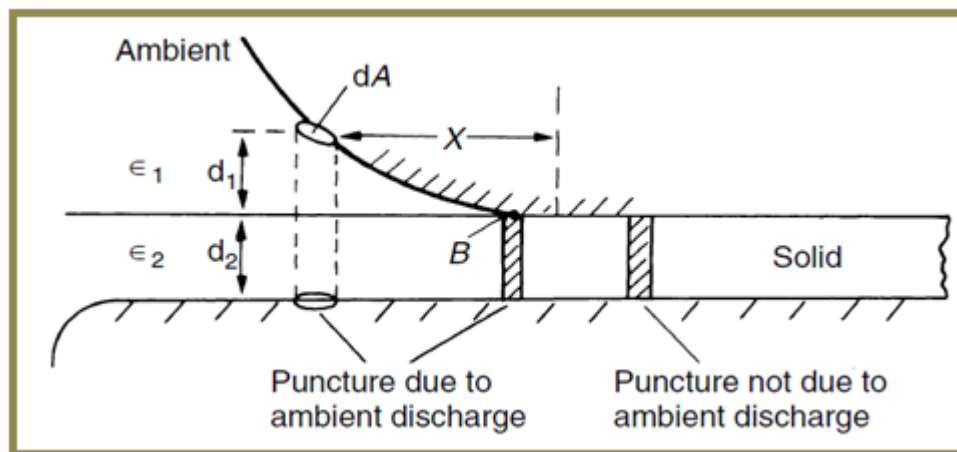 Ambient
dA
X
∈1
d1
B
∈2
d2
Solid
Puncture due to
ambient discharge
Puncture not due to
ambient discharge